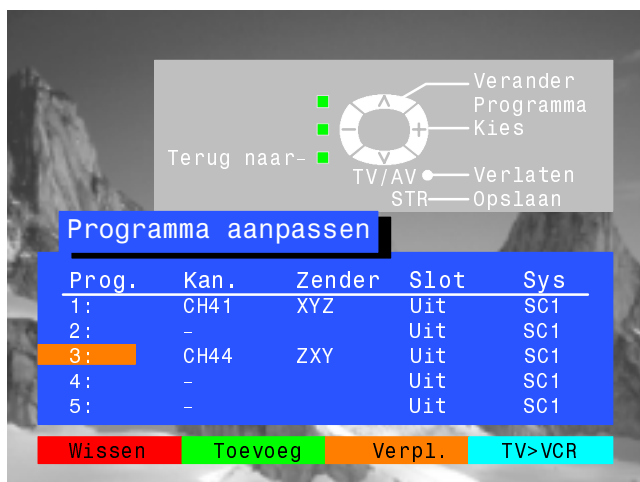 Verander
Programma
Kies
Terug naar-
TV/AV
Verlaten
STR
Opslaan
Programma aanpassen
Prog. Kan. Zender Slot Sys
1: CH41 XYZ Uit SC1
2: - Uit SC1
3: CH44 ZXY Uit SC1
4: - Uit SC1
5: - Uit SC1
Wissen Toevoeg Verpl. TV>VCR